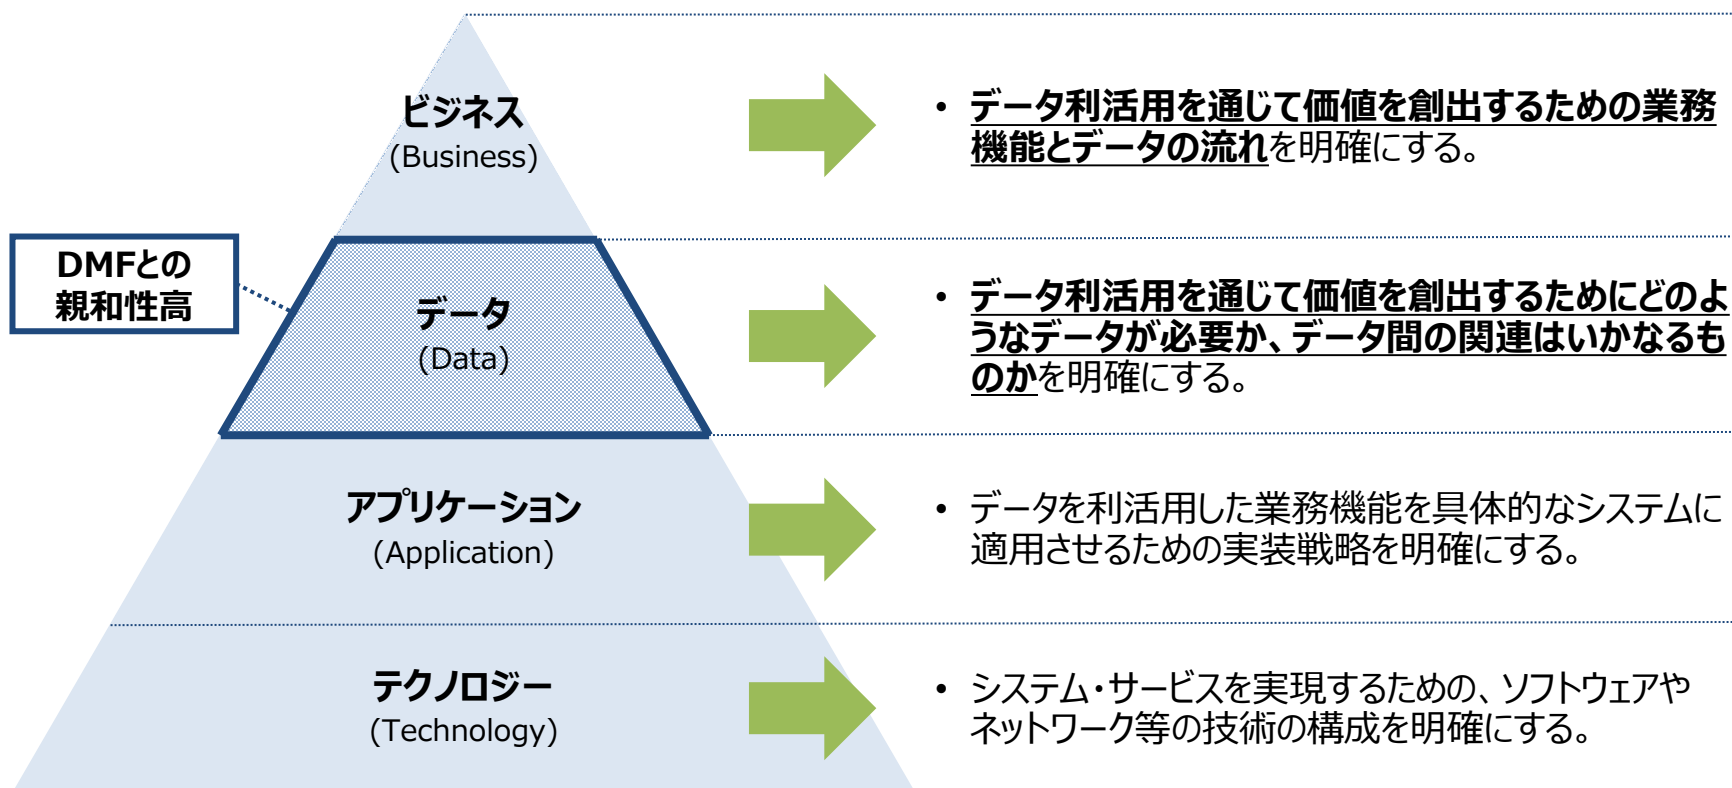 ビジネス
(Business)
• データ利活用を通じて価値を創出するための業務
機能とデータの流れを明確にする。
DMFとの
親和性高
データ
(Data)
• データ利活用を通じて価値を創出するためにどのよ
うなデータが必要か、データ間の関連はいかなるも
のかを明確にする。
アプリケーション
(Application)
• データを利活用した業務機能を具体的なシステムに
適用させるための実装戦略を明確にする。
テクノロジー
(Technology)
• システム・サービスを実現するための、ソフトウェアや
ネットワーク等の技術の構成を明確にする。